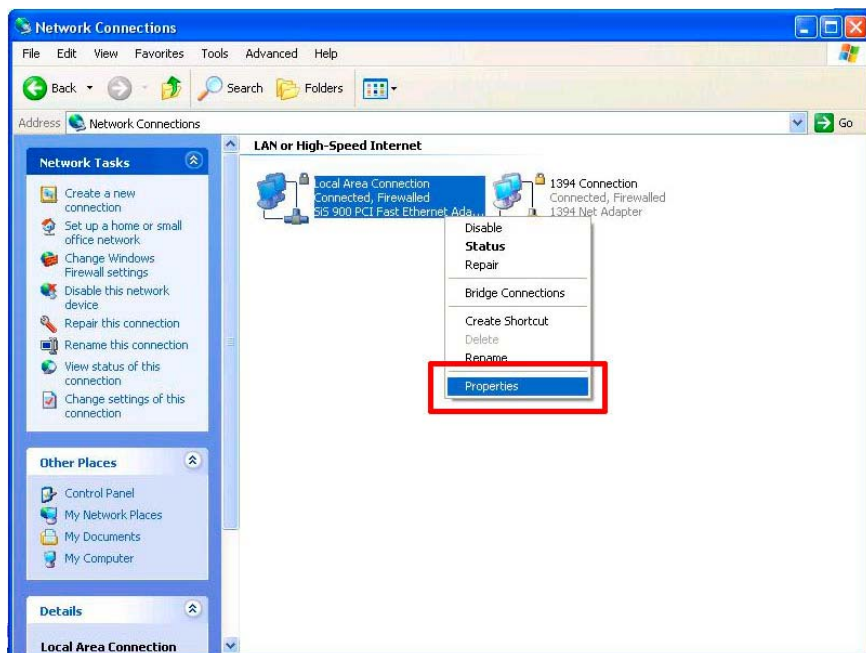 Network Connections
File Edit View Favorites Tools Advanced Help
Back Search Folders
Address Network Connections Go
Network Tasks
Create a new
connection
Set up a home or small
office network
Change Windows
Firewall settings
Disable this network
device
Repair this connection
Rename this connection
View status of this
connection
Change settings of this
connection
Other Places
Control Panel
My Network Places
My Documents
My Computer
Details
Local Area Connection
LAN or High-Speed Internet
Local Area Connection
Connected, Firewalled
SiS 900 PCI Fast Ethernet Ada...
1394 Connection
Connected, Firewalled
1394 Net Adapter
Disable
Status
Repair
Bridge Connections
Create Shortcut
Delete
Rename
Properties